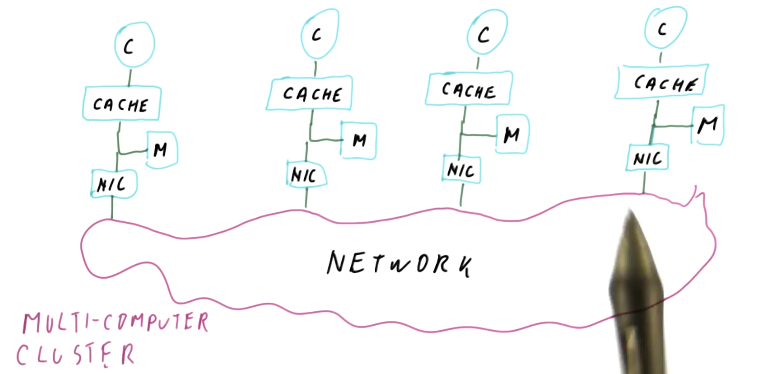 C C C C
CACHE CACHE CACHE CACHE
M M M M
NIC NIC NIC NIC
NETWORK
MULTI-COMPUTER
CLUSTER